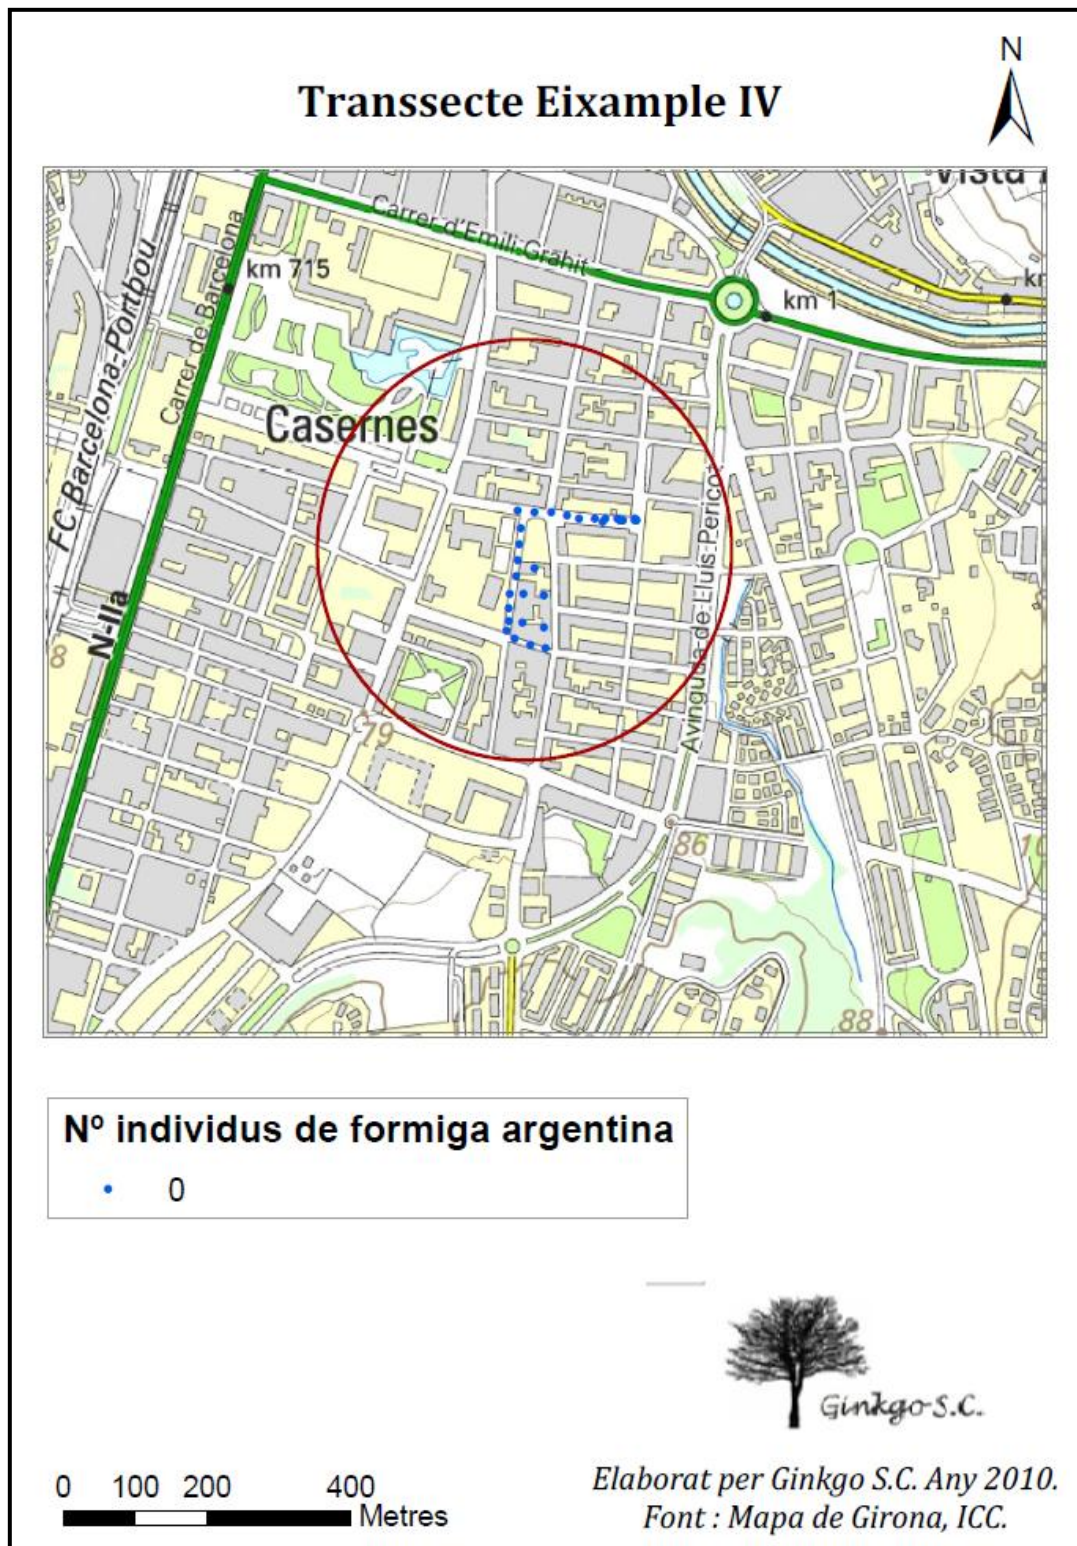 N
Transsecte Eixample IV
Carrer d'Emili Grahit
km 715
km 1
Carrer de Barcelona
FC Barcelona-Portbou
Casernes
Avinguda de Lluís Pericot
N-IIa
8
79
86
10
88
Nº individus de formiga argentina
0
Ginkgo S.C.
0 100 200 400
Metres
Elaborat per Ginkgo S.C. Any 2010.
Font : Mapa de Girona, ICC.